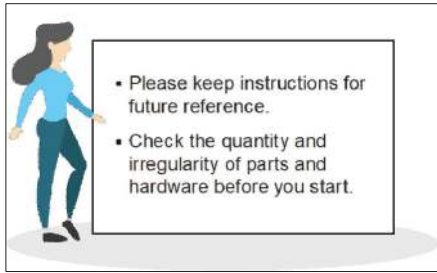 ▪ Please keep instructions for
future reference.
▪ Check the quantity and
irregularity of parts and
hardware before you start.